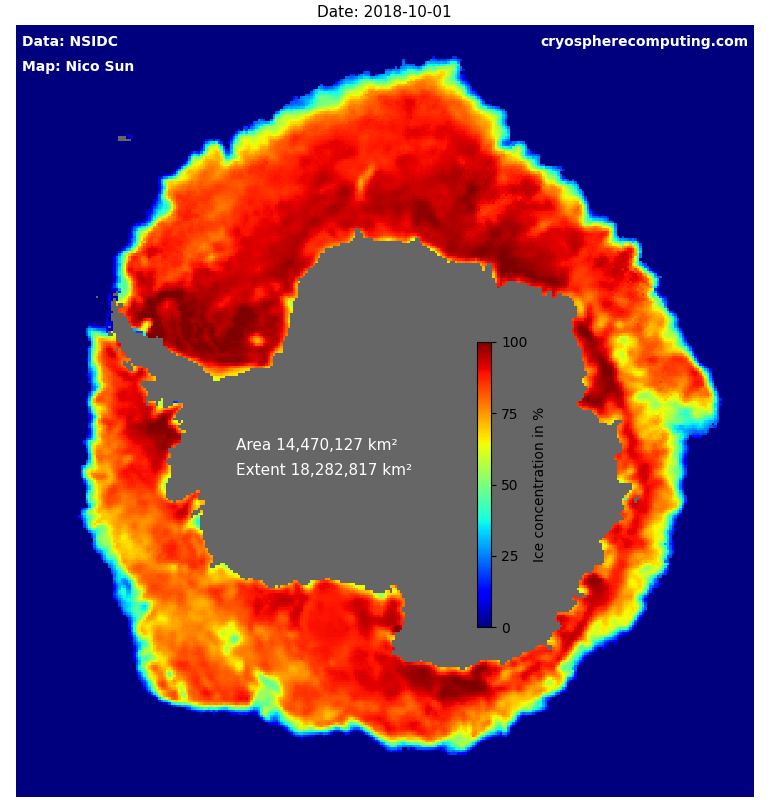 Date: 2018-10-01
Data: NSIDC
cryospherecomputing.com
Map: Nico Sun
100
75
50
25
0
Ice concentration in %
Area 14,470,127 km²
Extent 18,282,817 km²